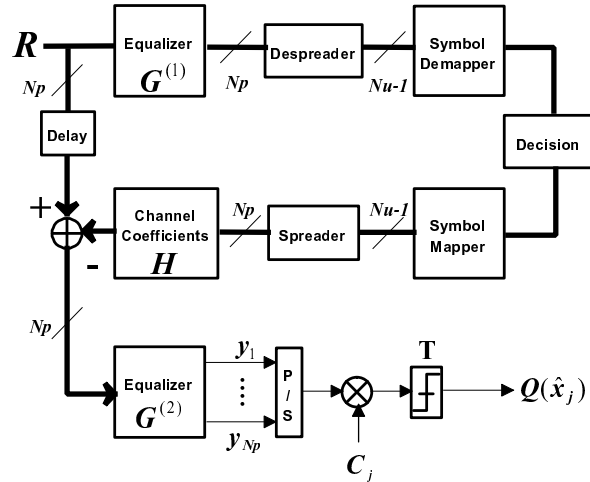 R
Np
Equalizer
G(1)
Np
Despreader
Nu-1
Symbol
Demapper
Delay
Decision
+
-
Channel
Coefficients
H
Np
Spreader
Nu-1
Symbol
Mapper
Np
Equalizer
G(2)
y1
yNp
P
/
S
Cj
T
Q(x̂j)